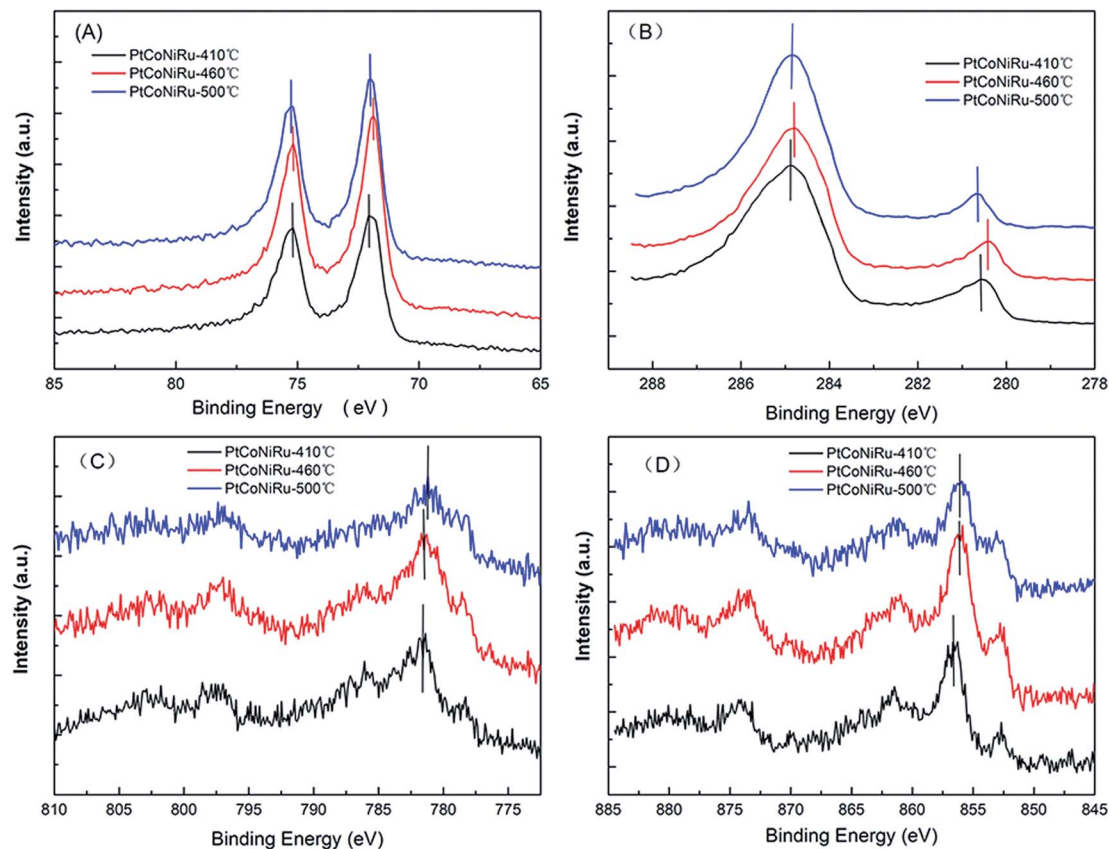 (A)
PtCoNiRu-410℃
PtCoNiRu-460℃
PtCoNiRu-500℃
Intensity (a.u.)
85 80 75 70 65
Binding Energy ( eV)
(B)
PtCoNiRu-410℃
PtCoNiRu-460℃
PtCoNiRu-500℃
Intensity (a.u.)
288 286 284 282 280 278
Binding Energy (eV)
(C)
PtCoNiRu-410℃
PtCoNiRu-460℃
PtCoNiRu-500℃
Intensity (a.u.)
810 805 800 795 790 785 780 775
Binding Energy (eV)
(D)
PtCoNiRu-410℃
PtCoNiRu-460℃
PtCoNiRu-500℃
Intensity (a.u.)
885 880 875 870 865 860 855 850 845
Binding Energy (eV)